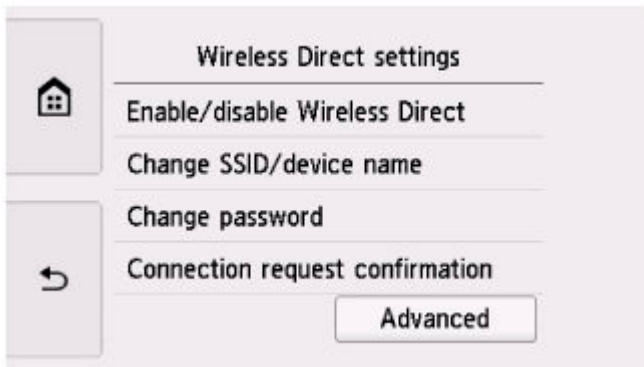 Wireless Direct settings
Enable/disable Wireless Direct
Change SSID/device name
Change password
Connection request confirmation
Advanced